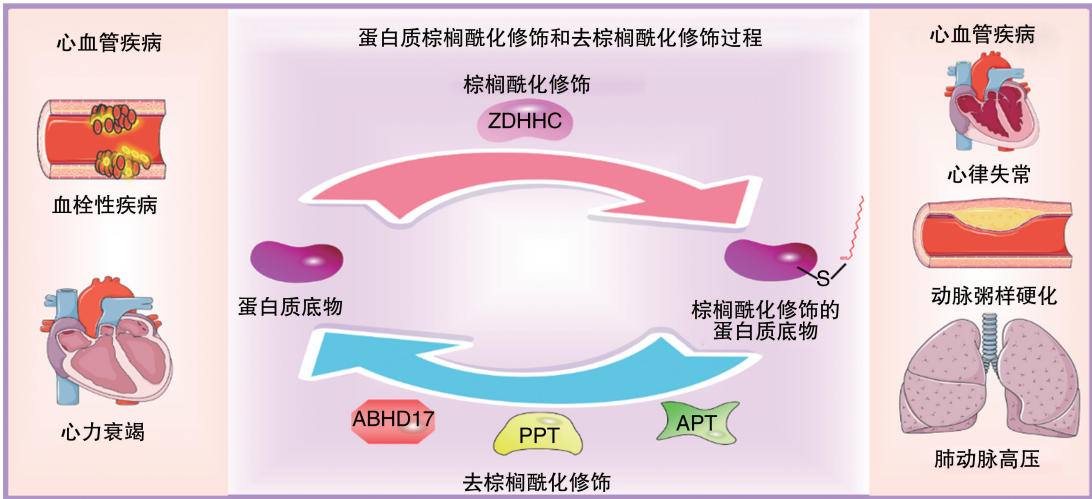 心血管疾病
血栓性疾病
心力衰竭
蛋白质棕榈酰化修饰和去棕榈酰化修饰过程
棕榈酰化修饰
ZDHHC
蛋白质底物
S
棕榈酰化修饰的
蛋白质底物
ABHD17
PPT
APT
去棕榈酰化修饰
心血管疾病
心律失常
动脉粥样硬化
肺动脉高压